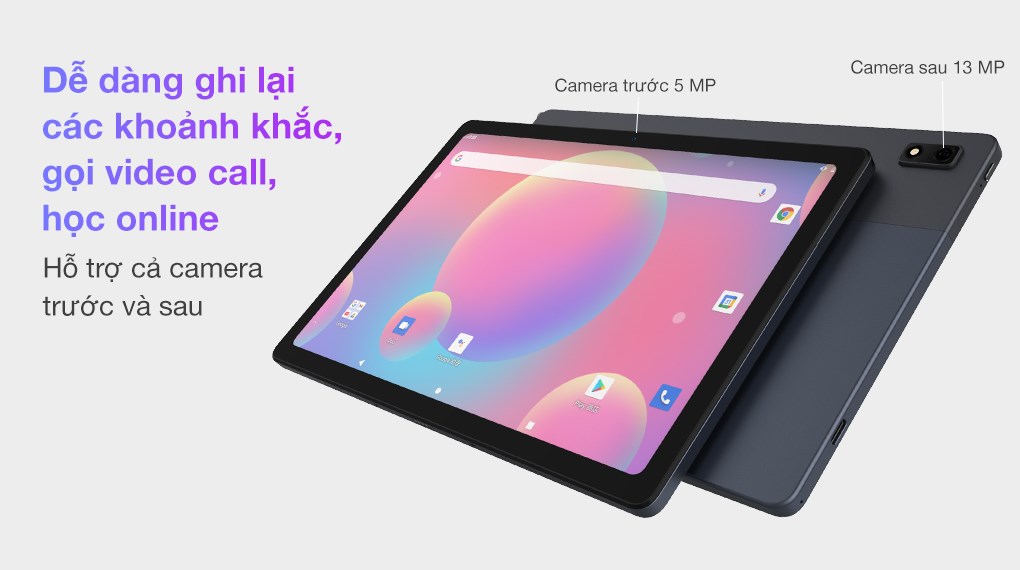 Dễ dàng ghi lại
các khoảnh khắc,
gọi video call,
học online
Hỗ trợ cả camera
trước và sau
Camera trước 5 MP
Camera sau 13 MP